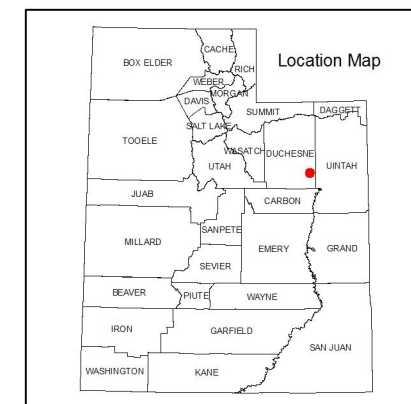 Location Map
CACHE
BOX ELDER
RICH
WEBER
MORGAN
DAVIS
SUMMIT
DAGGETT
SALT LAKE
TOOELE
WASATCH
DUCHESNE
UINTAH
UTAH
JUAB
CARBON
SANPETE
MILLARD
EMERY
GRAND
SEVIER
BEAVER
PIUTE
WAYNE
IRON
GARFIELD
SAN JUAN
WASHINGTON
KANE